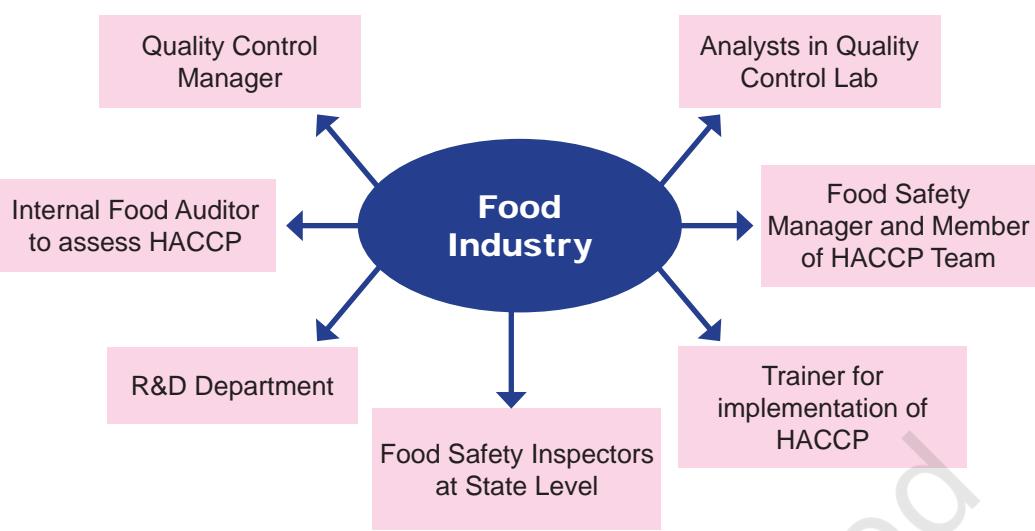 Quality Control
Manager
Analysts in Quality
Control Lab
Internal Food Auditor
to assess HACCP
Food
Industry
Food Safety
Manager and Member
of HACCP Team
R&D Department
Food Safety Inspectors
at State Level
Trainer for
implementation of
HACCP